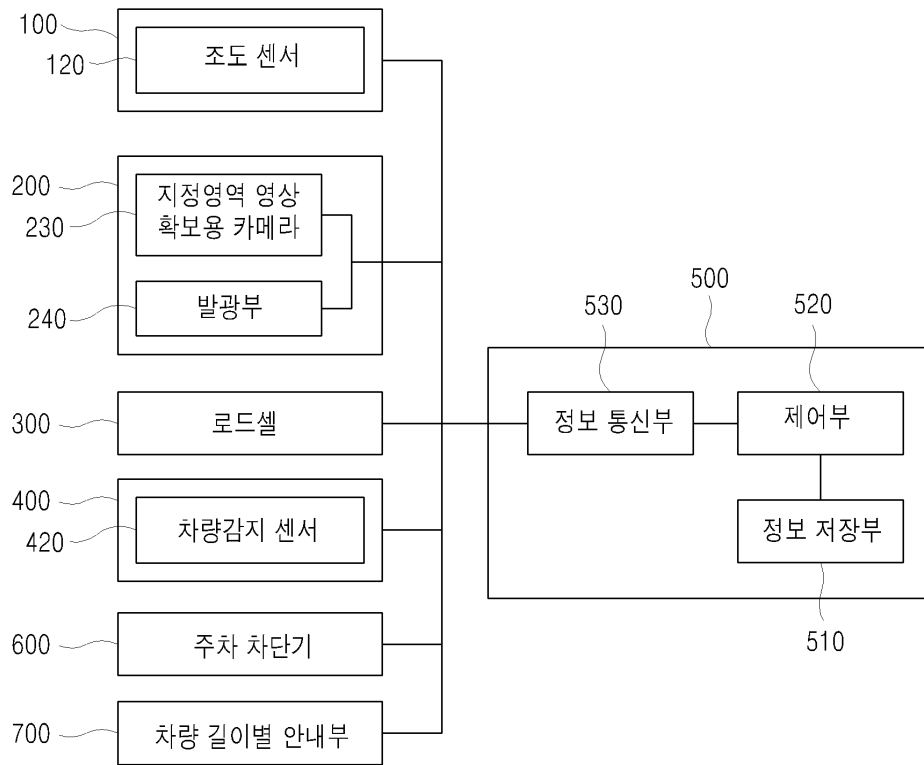 100
120
조도 센서
200
230
지정영역 영상
확보용 카메라
240
발광부
300
로드셀
400
420
차량감지 센서
600
주차 차단기
700
차량 길이별 안내부
500
530
520
정보 통신부
제어부
정보 저장부
510